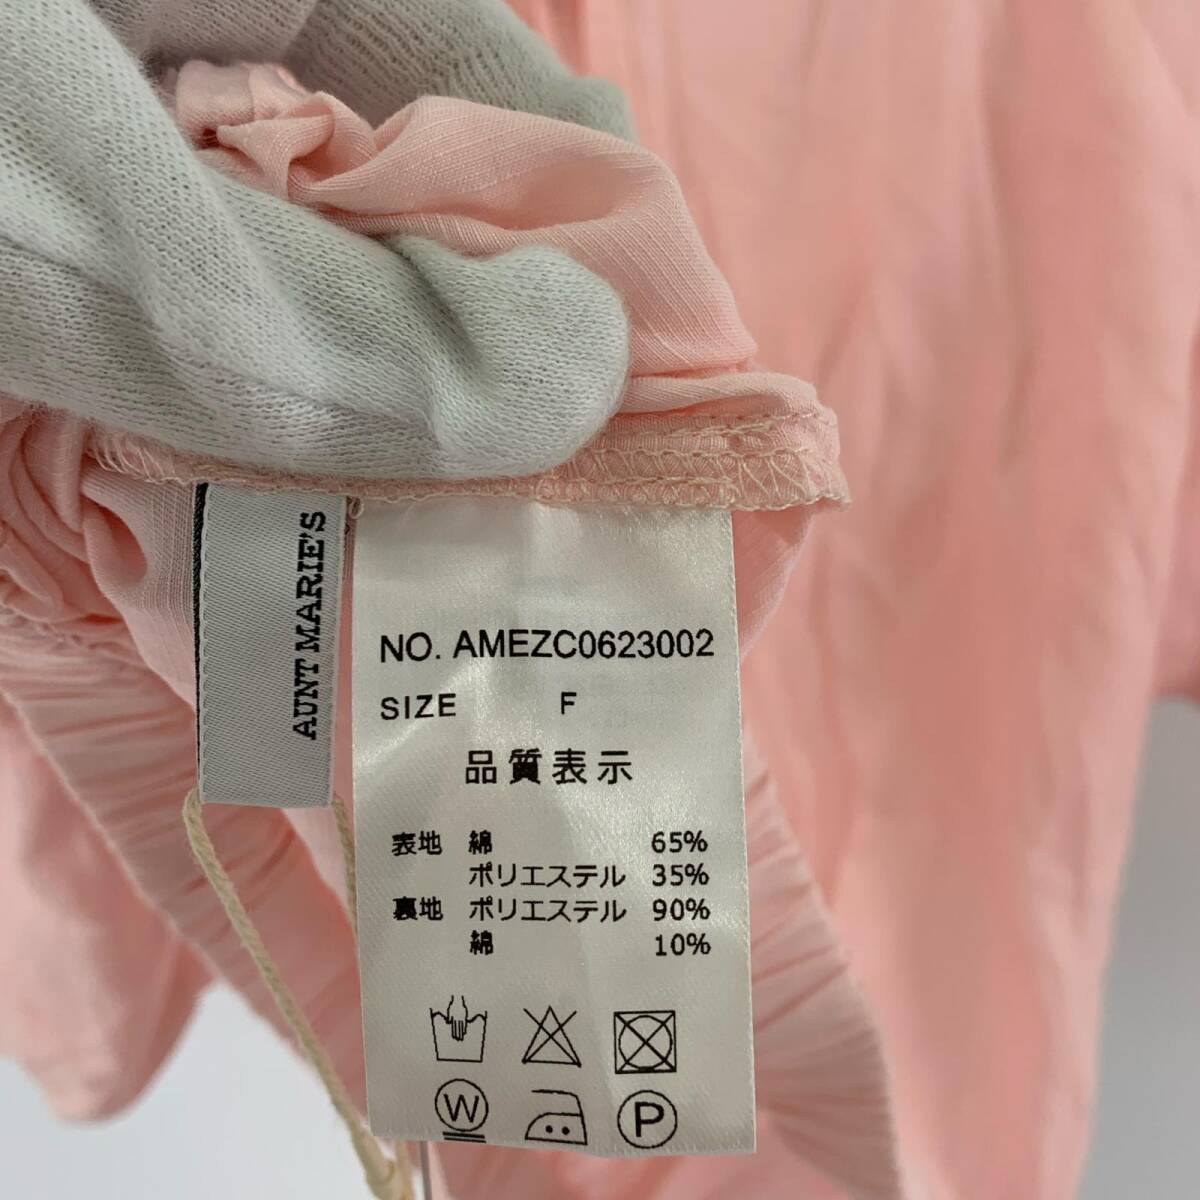 AUNT MARIE'S
NO. AMEZC0623002
SIZE F
品質表示
表地 綿 65%
ポリエステル 35%
裏地 ポリエステル 90%
綿 10%
W P